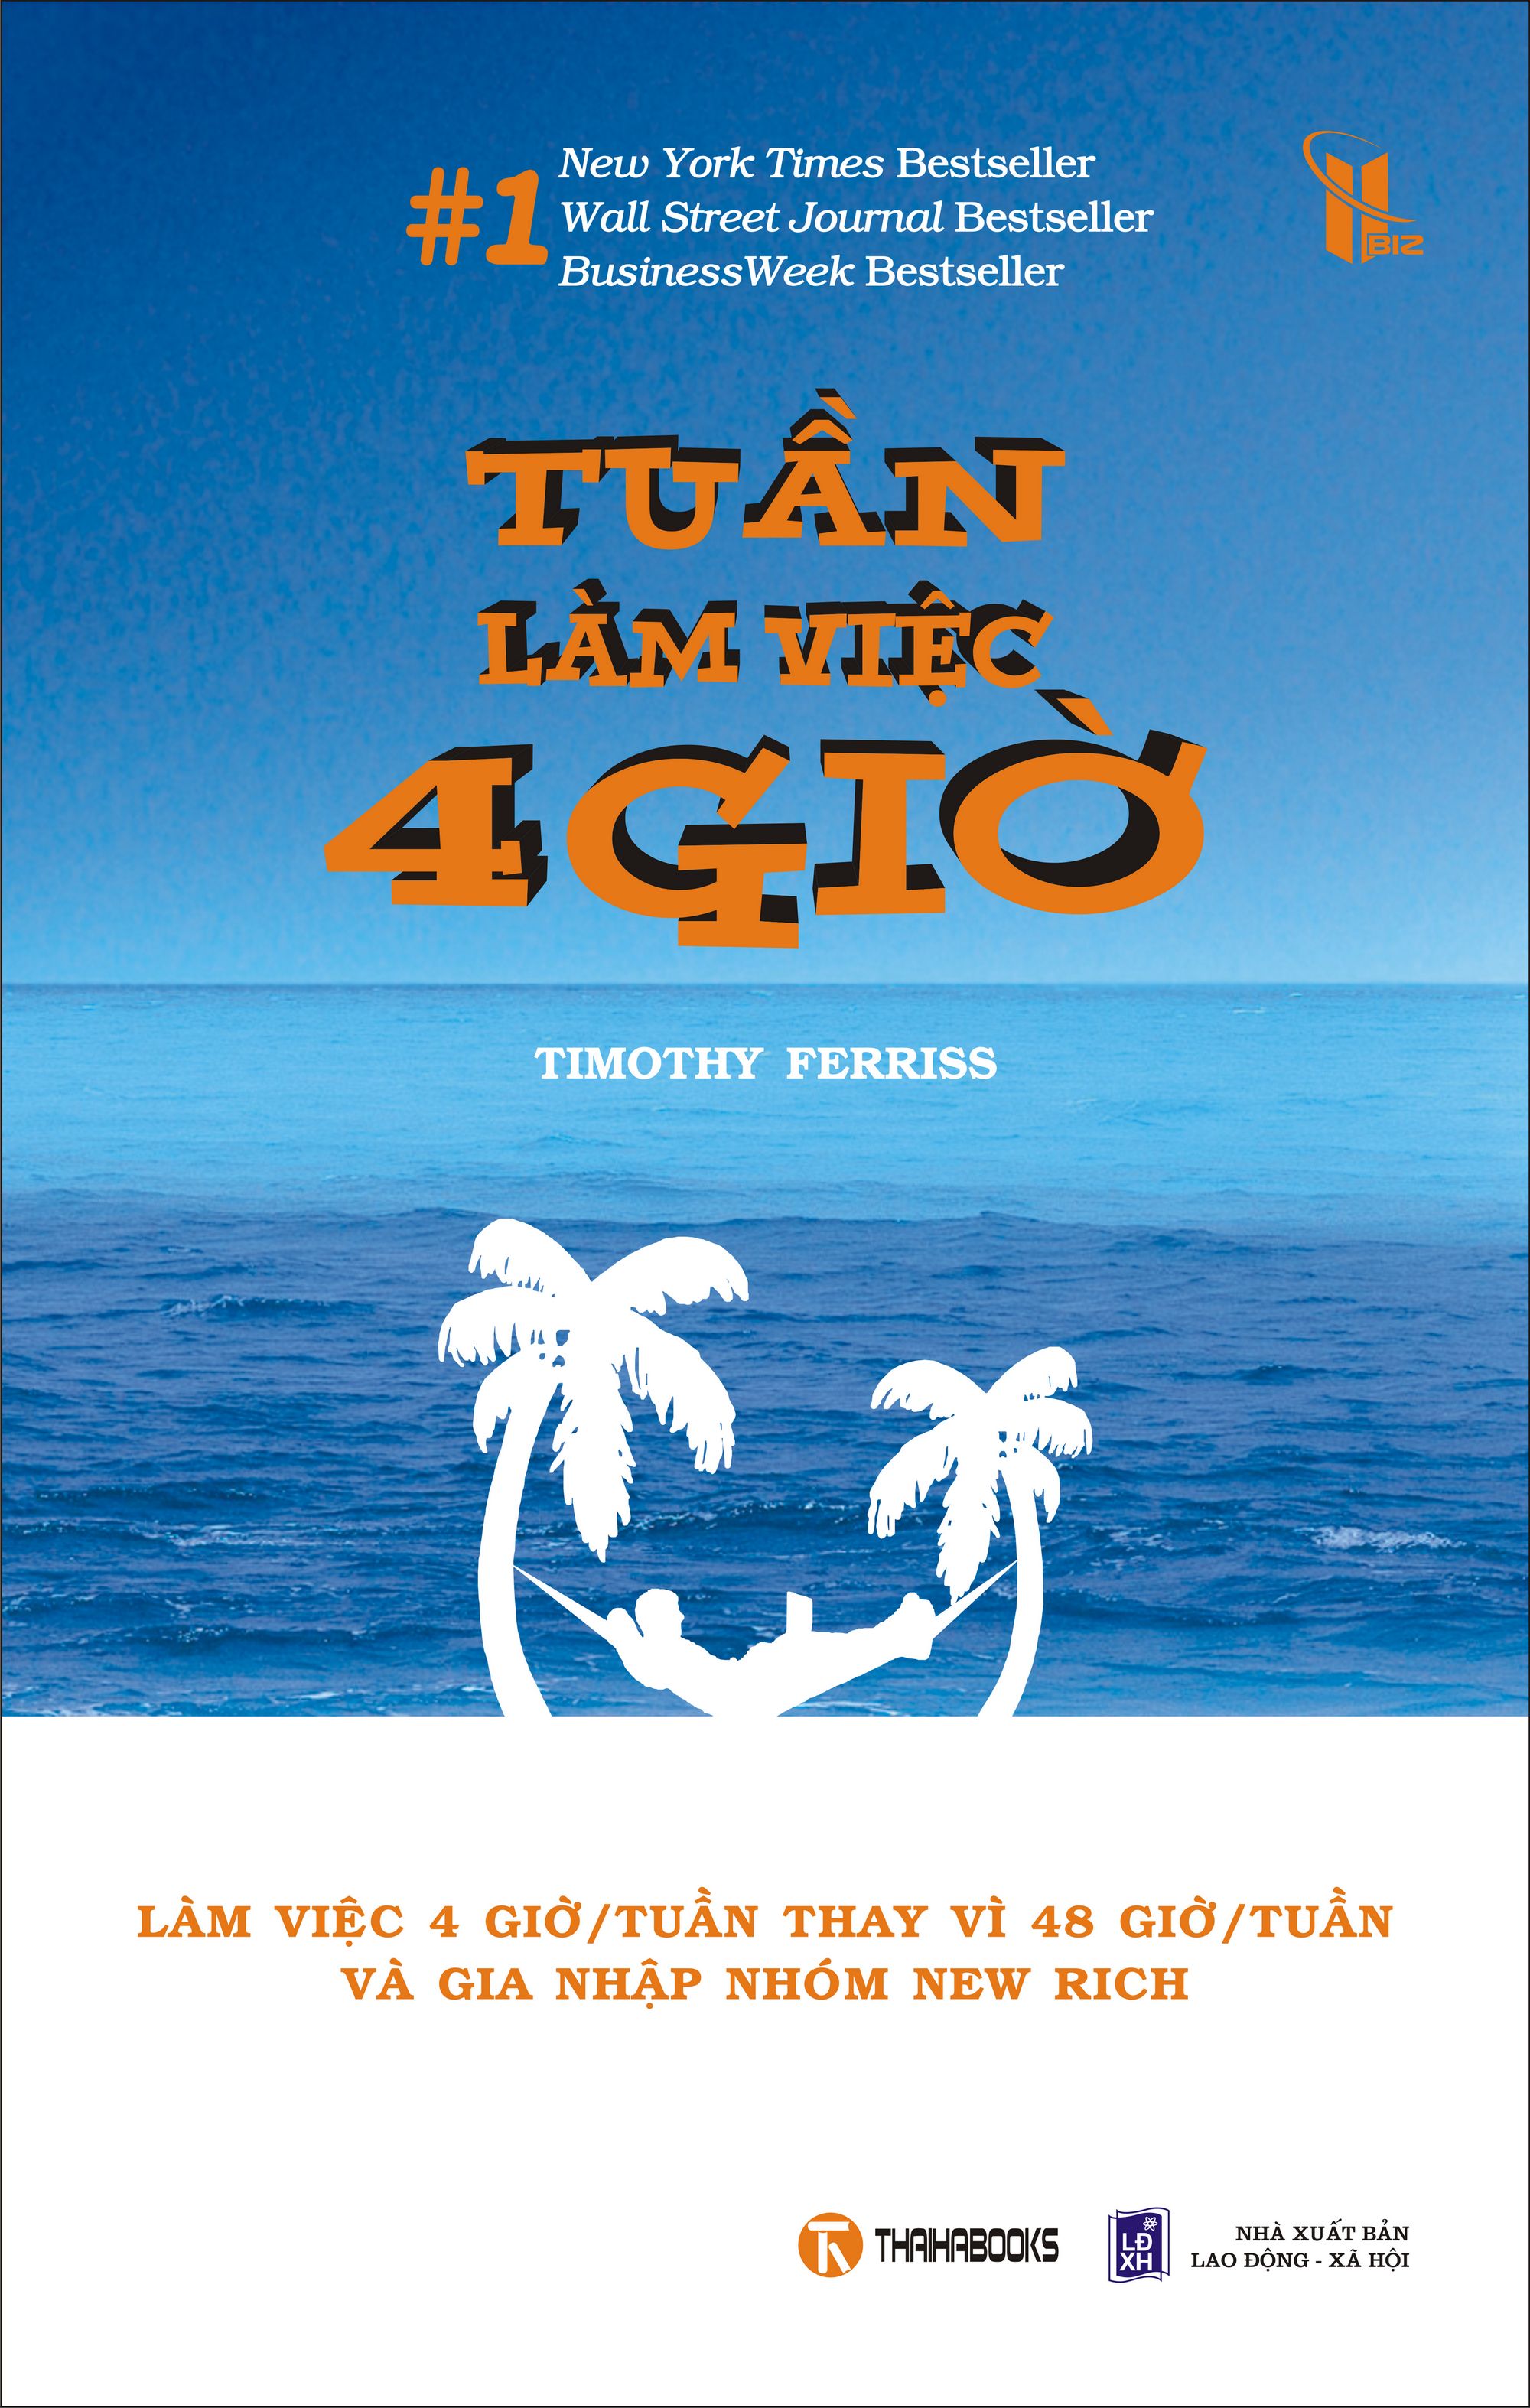 #1
New York Times Bestseller
Wall Street Journal Bestseller
BusinessWeek Bestseller
BIZ
TUẦN
LÀM VIỆC
4 GIỜ
TIMOTHY FERRISS
LÀM VIỆC 4 GIỜ/TUẦN THAY VÌ 48 GIỜ/TUẦN
VÀ GIA NHẬP NHÓM NEW RICH
THAIHABOOKS
LĐ
XH
NHÀ XUẤT BẢN
LAO ĐỘNG - XÃ HỘI